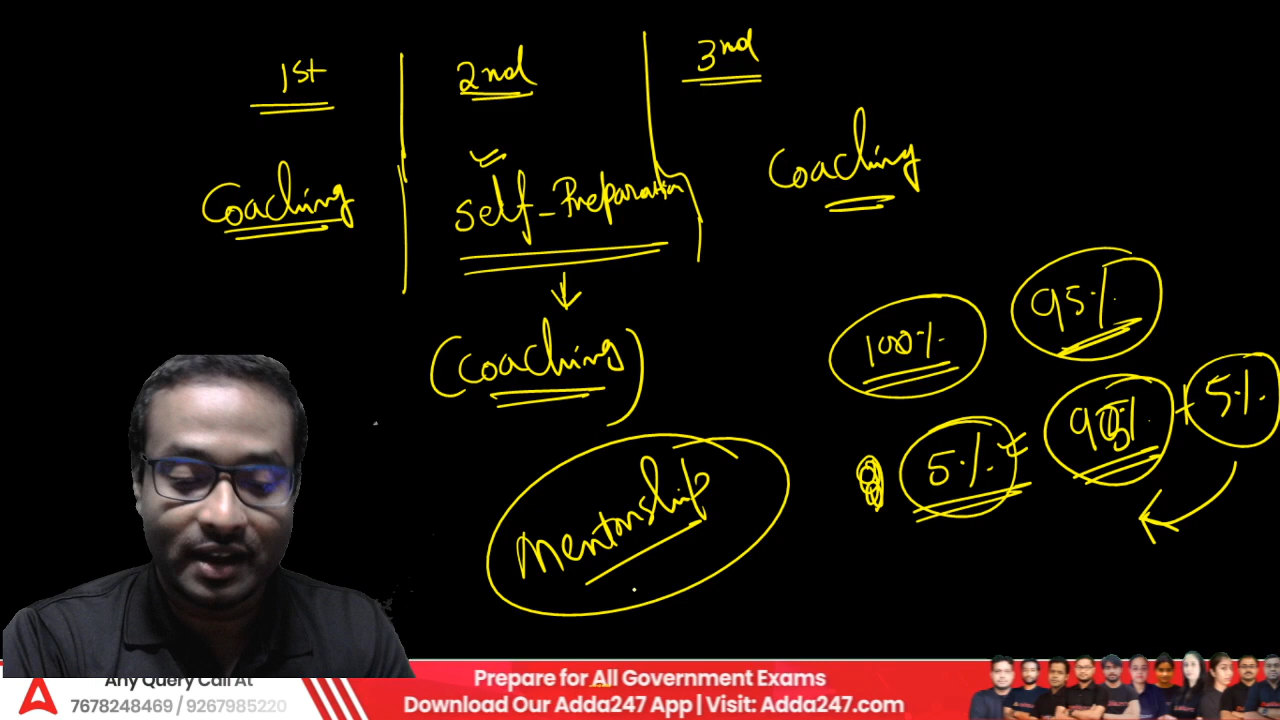 1st
2nd
3nd
Coaching
self-Preparation
Coaching
(Coaching)
Mentorship
100%
95%
5%
5%
Any Query Call At
7678248469 / 9267985220
Prepare for All Government Exams
Download Our Adda247 App | Visit: Adda247.com